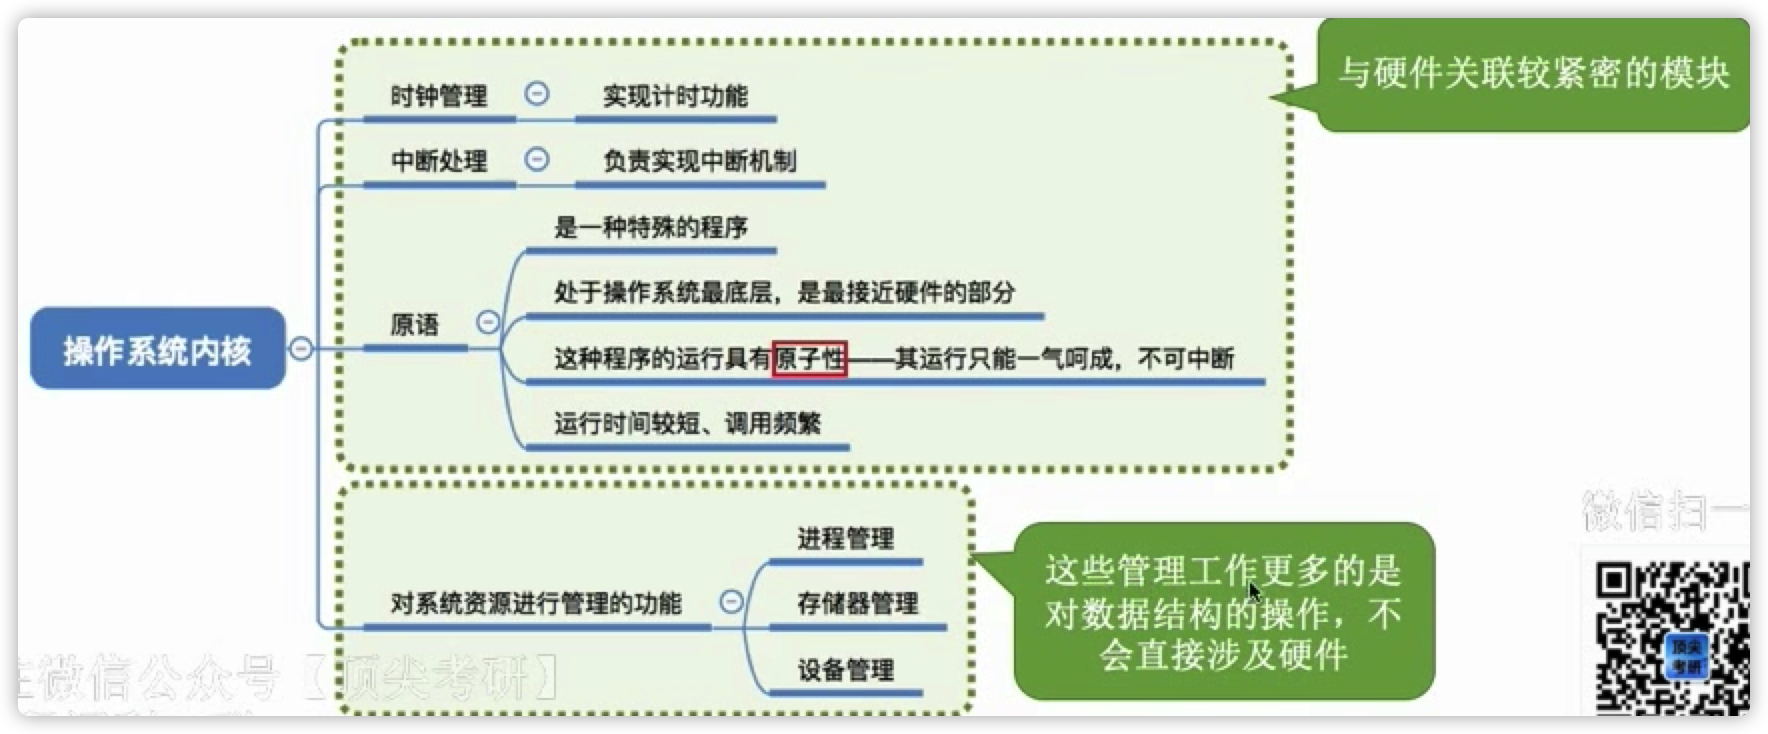 与硬件关联较紧密的模块
时钟管理
实现计时功能
中断处理
负责实现中断机制
是一种特殊的程序
处于操作系统最底层，是最接近硬件的部分
原语
这种程序的运行具有原子性——其运行只能一气呵成，不可中断
运行时间较短、调用频繁
操作系统内核
进程管理
对系统资源进行管理的功能
存储器管理
设备管理
这些管理工作更多的是
对数据结构的操作，不
会直接涉及硬件
微信扫一
顶尖
考研
微信公众号【顶尖考研】